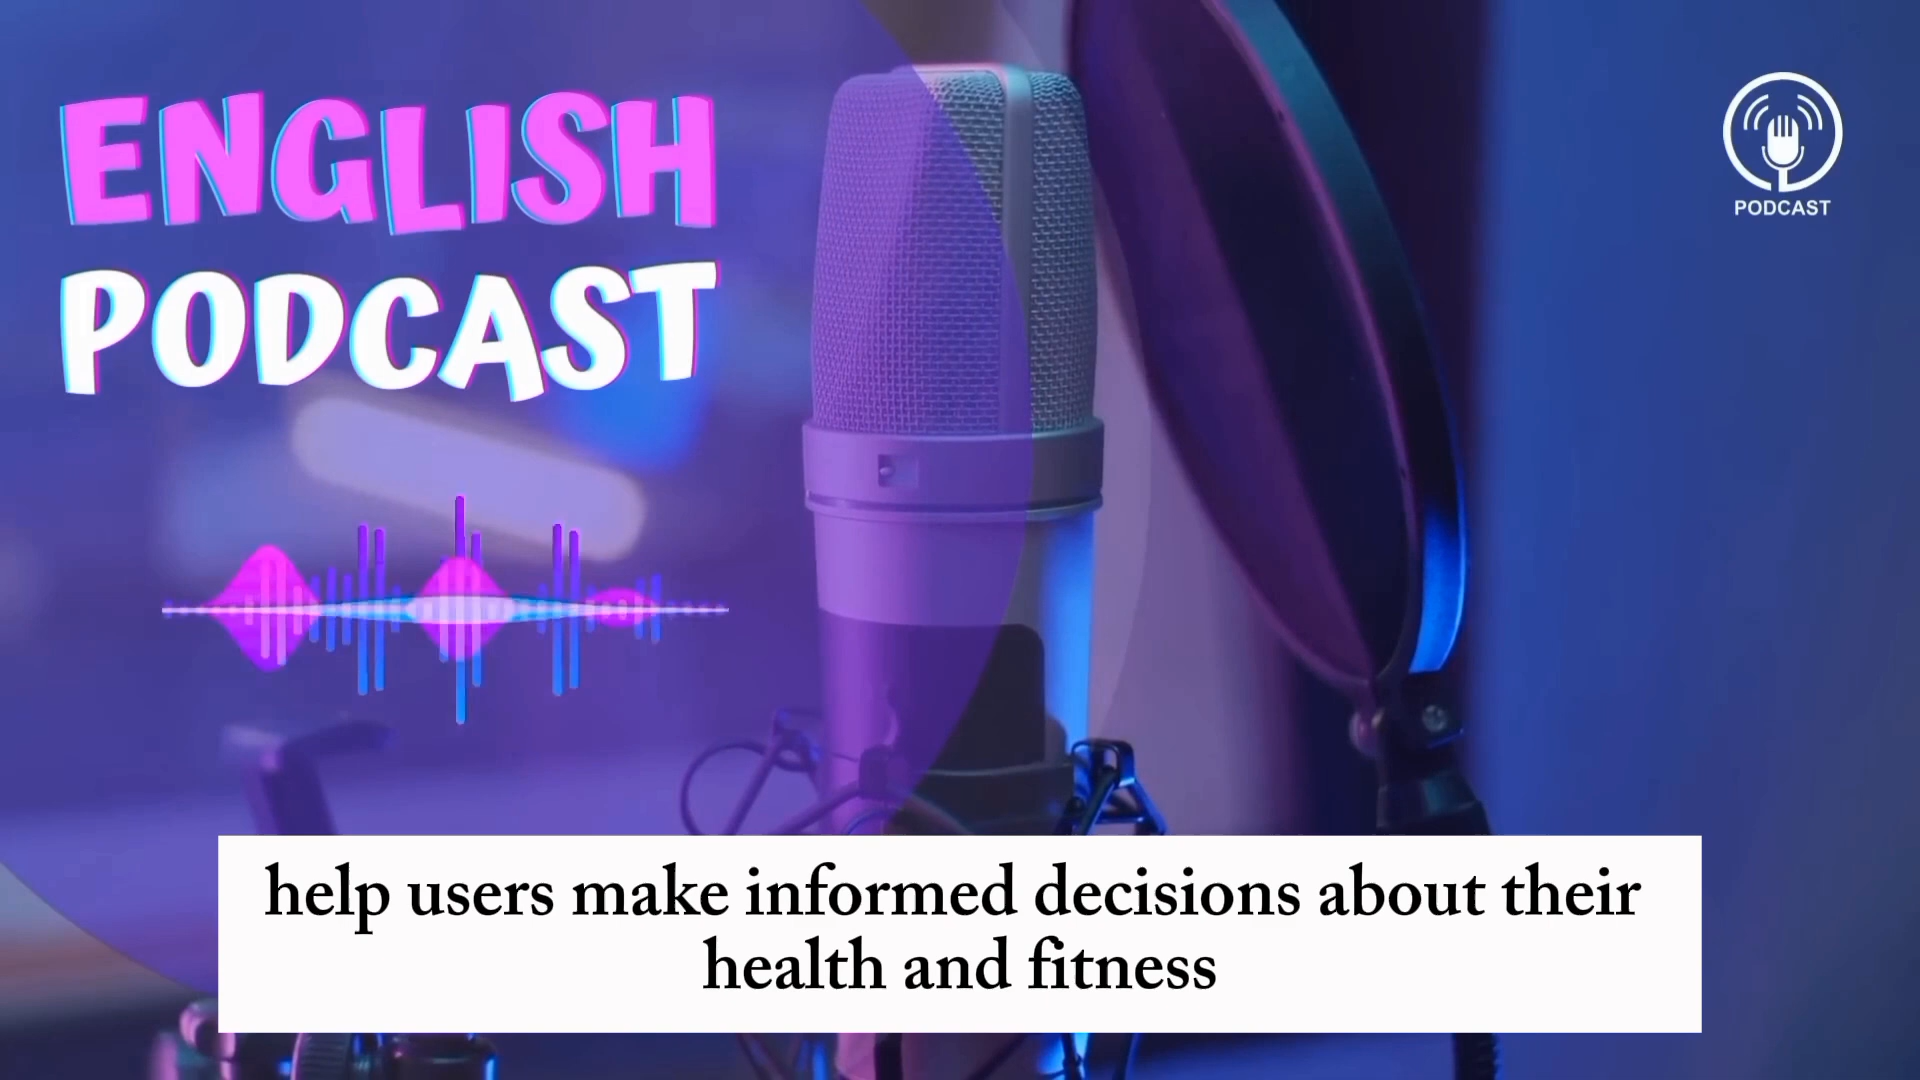 ENGLISH
PODCAST
PODCAST
help users make informed decisions about their
health and fitness